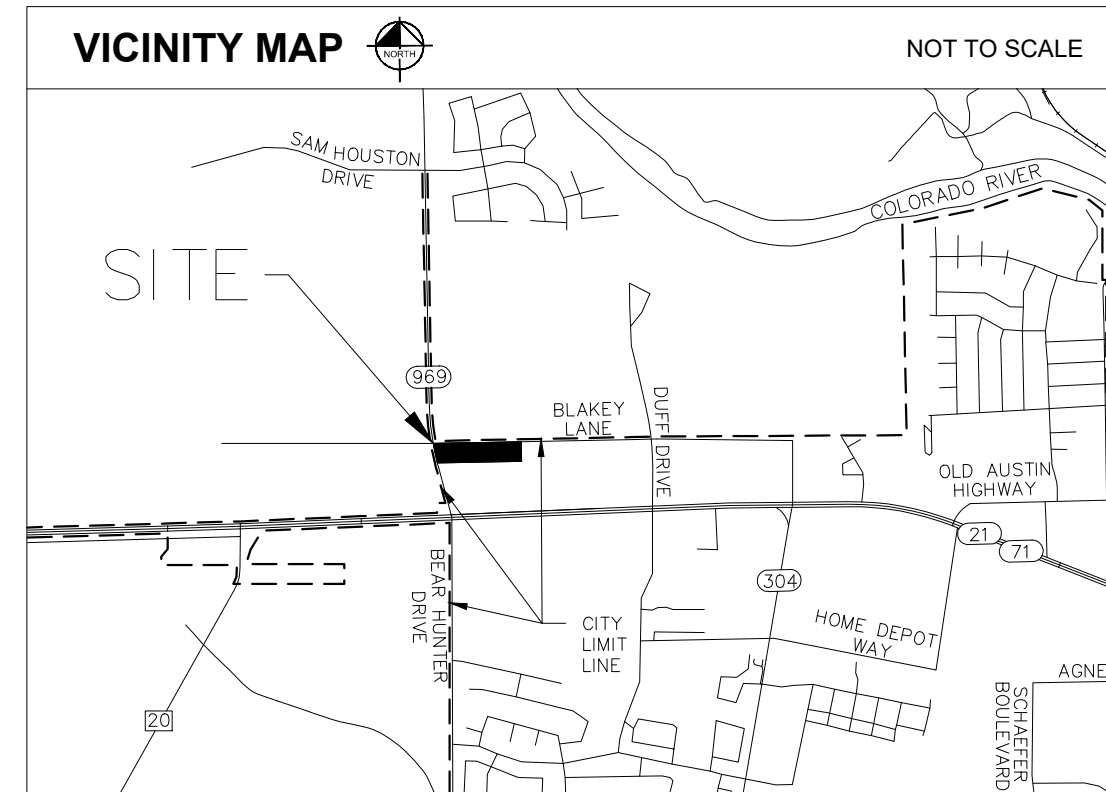 VICINITY MAP
NORTH
NOT TO SCALE
SAM HOUSTON
DRIVE
COLORADO RIVER
SITE
969
BLAKEY
LANE
DUFF DRIVE
OLD AUSTIN
HIGHWAY
21
71
BEAR HUNTER
DRIVE
304
CITY
LIMIT
LINE
HOME DEPOT
WAY
AGNE
20
SCHAEFER
BOULEVARD